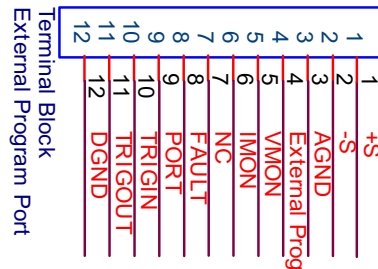 1 2 3 4 5 6 7 8 9 10 11 12
1 +S
2 -S
3 AGND
4 External Prog
5 VMON
6 IMON
7 NC
8 FAULT
9 PORT
10 TRIGIN
11 TRIGOUT
12 DGND
Terminal Block
External Program Port